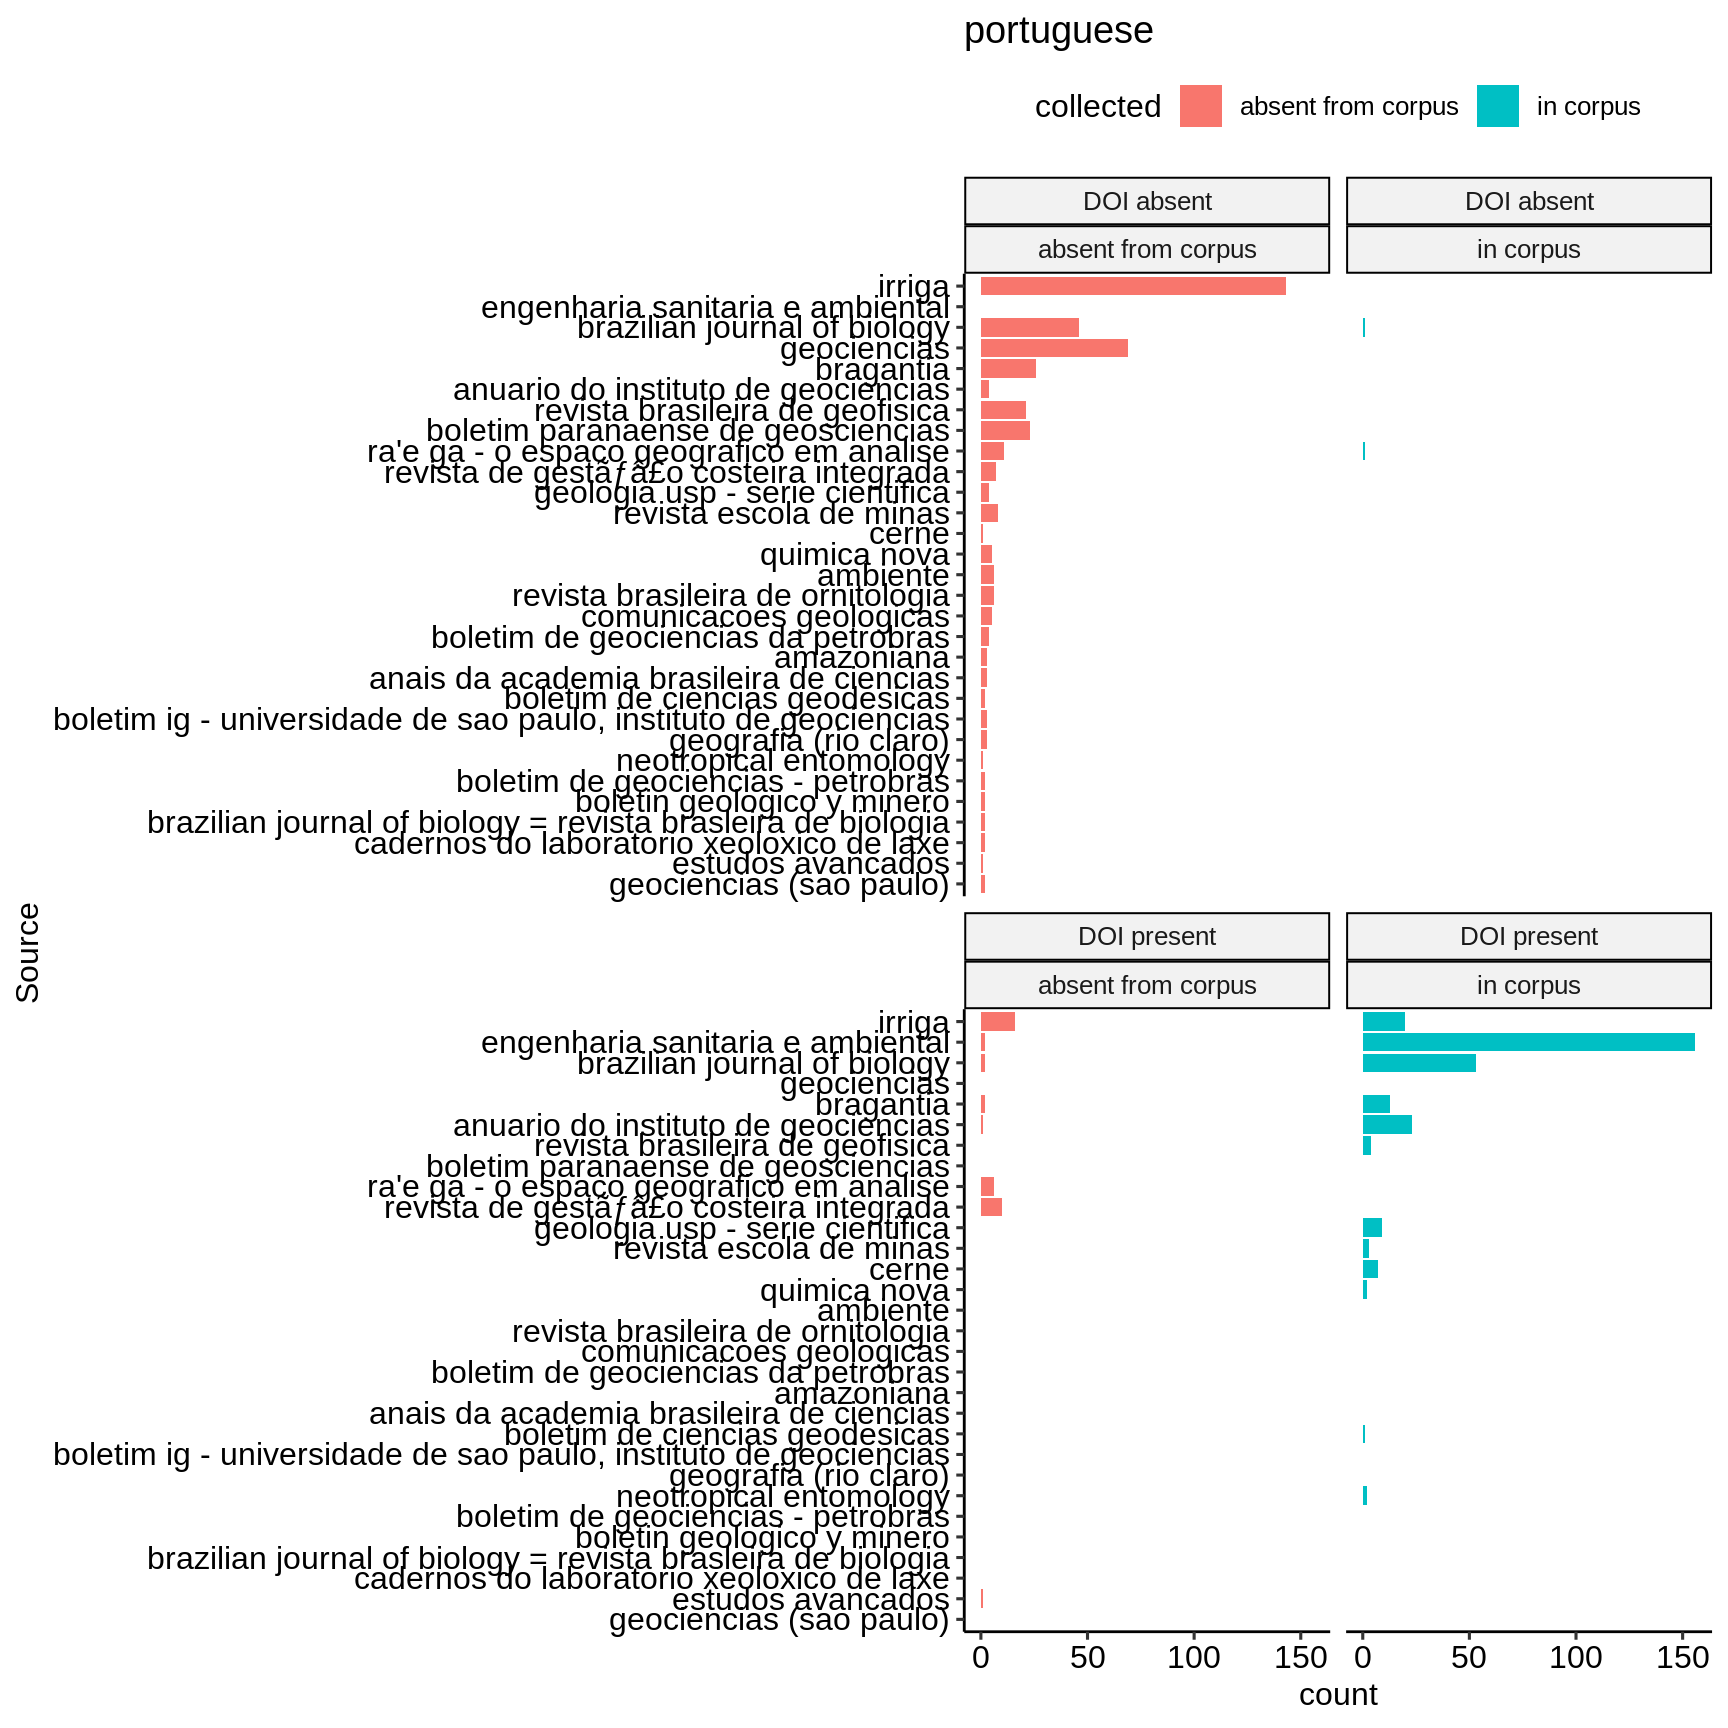 portuguese
collected absent from corpus in corpus
DOI absent DOI absent
absent from corpus in corpus
irriga
engenharia sanitaria e ambiental
brazilian journal of biology
geociencias
bragantia
anuario do instituto de geociencias
revista brasileira de geofisica
boletim paranaense de geosciencias
ra'e ga - o espaco geografico em analise
revista de gestãƒâ£o costeira integrada
geologia usp - serie cientifica
revista escola de minas
cerne
quimica nova
ambiente
revista brasileira de ornitologia
comunicacoes geologicas
boletim de geociencias da petrobras
amazoniana
anais da academia brasileira de ciencias
boletim de ciencias geodesicas
boletim ig - universidade de sao paulo, instituto de geociencias
geografia (rio claro)
neotropical entomology
boletim de geociencias - petrobras
boletin geologico y minero
brazilian journal of biology = revista brasleira de biologia
cadernos do laboratorio xeoloxico de laxe
estudos avancados
geociencias (sao paulo)
Source
DOI present DOI present
absent from corpus in corpus
irriga
engenharia sanitaria e ambiental
brazilian journal of biology
geociencias
bragantia
anuario do instituto de geociencias
revista brasileira de geofisica
boletim paranaense de geosciencias
ra'e ga - o espaco geografico em analise
revista de gestãƒâ£o costeira integrada
geologia usp - serie cientifica
revista escola de minas
cerne
quimica nova
ambiente
revista brasileira de ornitologia
comunicacoes geologicas
boletim de geociencias da petrobras
amazoniana
anais da academia brasileira de ciencias
boletim de ciencias geodesicas
boletim ig - universidade de sao paulo, instituto de geociencias
geografia (rio claro)
neotropical entomology
boletim de geociencias - petrobras
boletin geologico y minero
brazilian journal of biology = revista brasleira de biologia
cadernos do laboratorio xeoloxico de laxe
estudos avancados
geociencias (sao paulo)
0 50 100 150 0 50 100 150
count